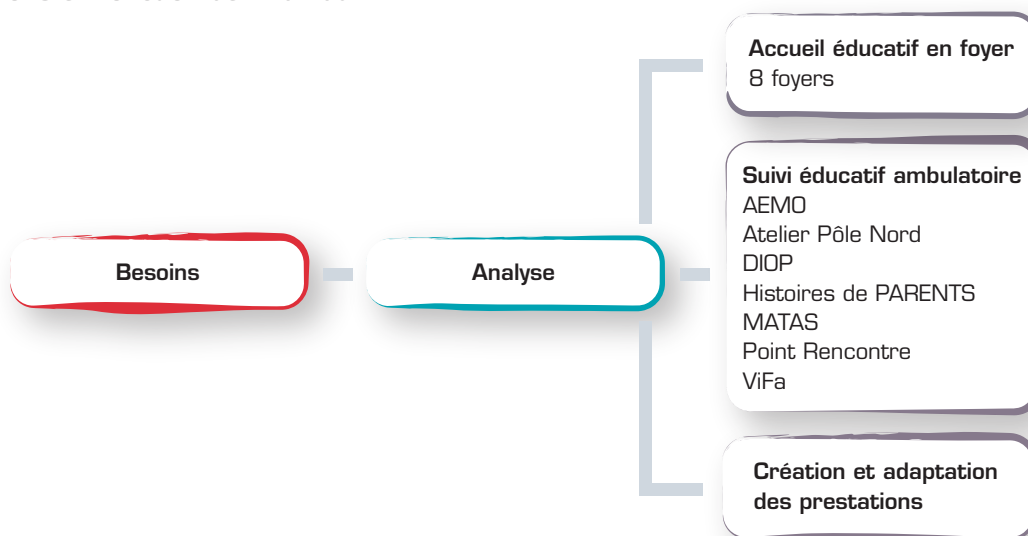 Accueil éducatif en foyer
8 foyers
Suivi éducatif ambulatoire
AEMO
Atelier Pôle Nord
DIOP
Histoires de PARENTS
MATAS
Point Rencontre
ViFa
Besoins
Analyse
Création et adaptation
des prestations